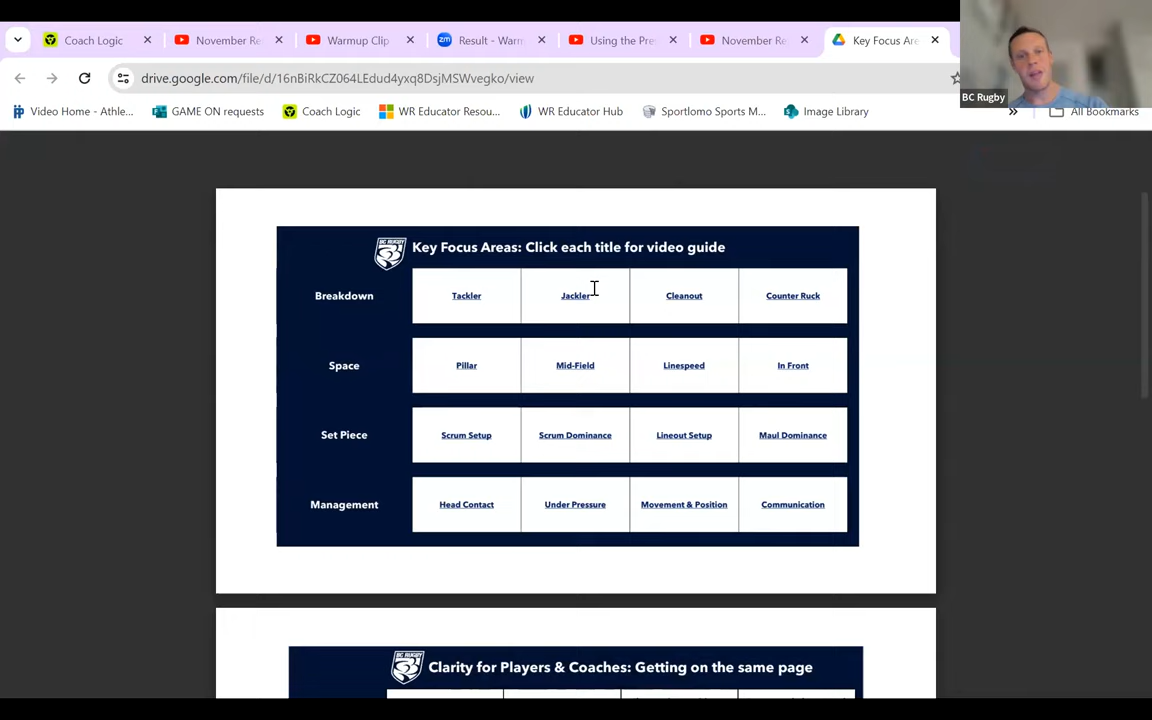 Coach Logic
November Re
Warmup Clip
Result - Warm
Using the Pre
November Re
Key Focus Are
drive.google.com/file/d/16nBiRkCZ064LEdud4yxq8DsjMSWvegko/view
BC Rugby
Video Home - Athle...
GAME ON requests
Coach Logic
WR Educator Resou...
WR Educator Hub
Sportlomo Sports M...
Image Library
All Bookmarks
BC RUGBY
Key Focus Areas: Click each title for video guide
Breakdown
Tackler
Jackler
Cleanout
Counter Ruck
Space
Pillar
Mid-Field
Linespeed
In Front
Set Piece
Scrum Setup
Scrum Dominance
Lineout Setup
Maul Dominance
Management
Head Contact
Under Pressure
Movement & Position
Communication
BC RUGBY
Clarity for Players & Coaches: Getting on the same page